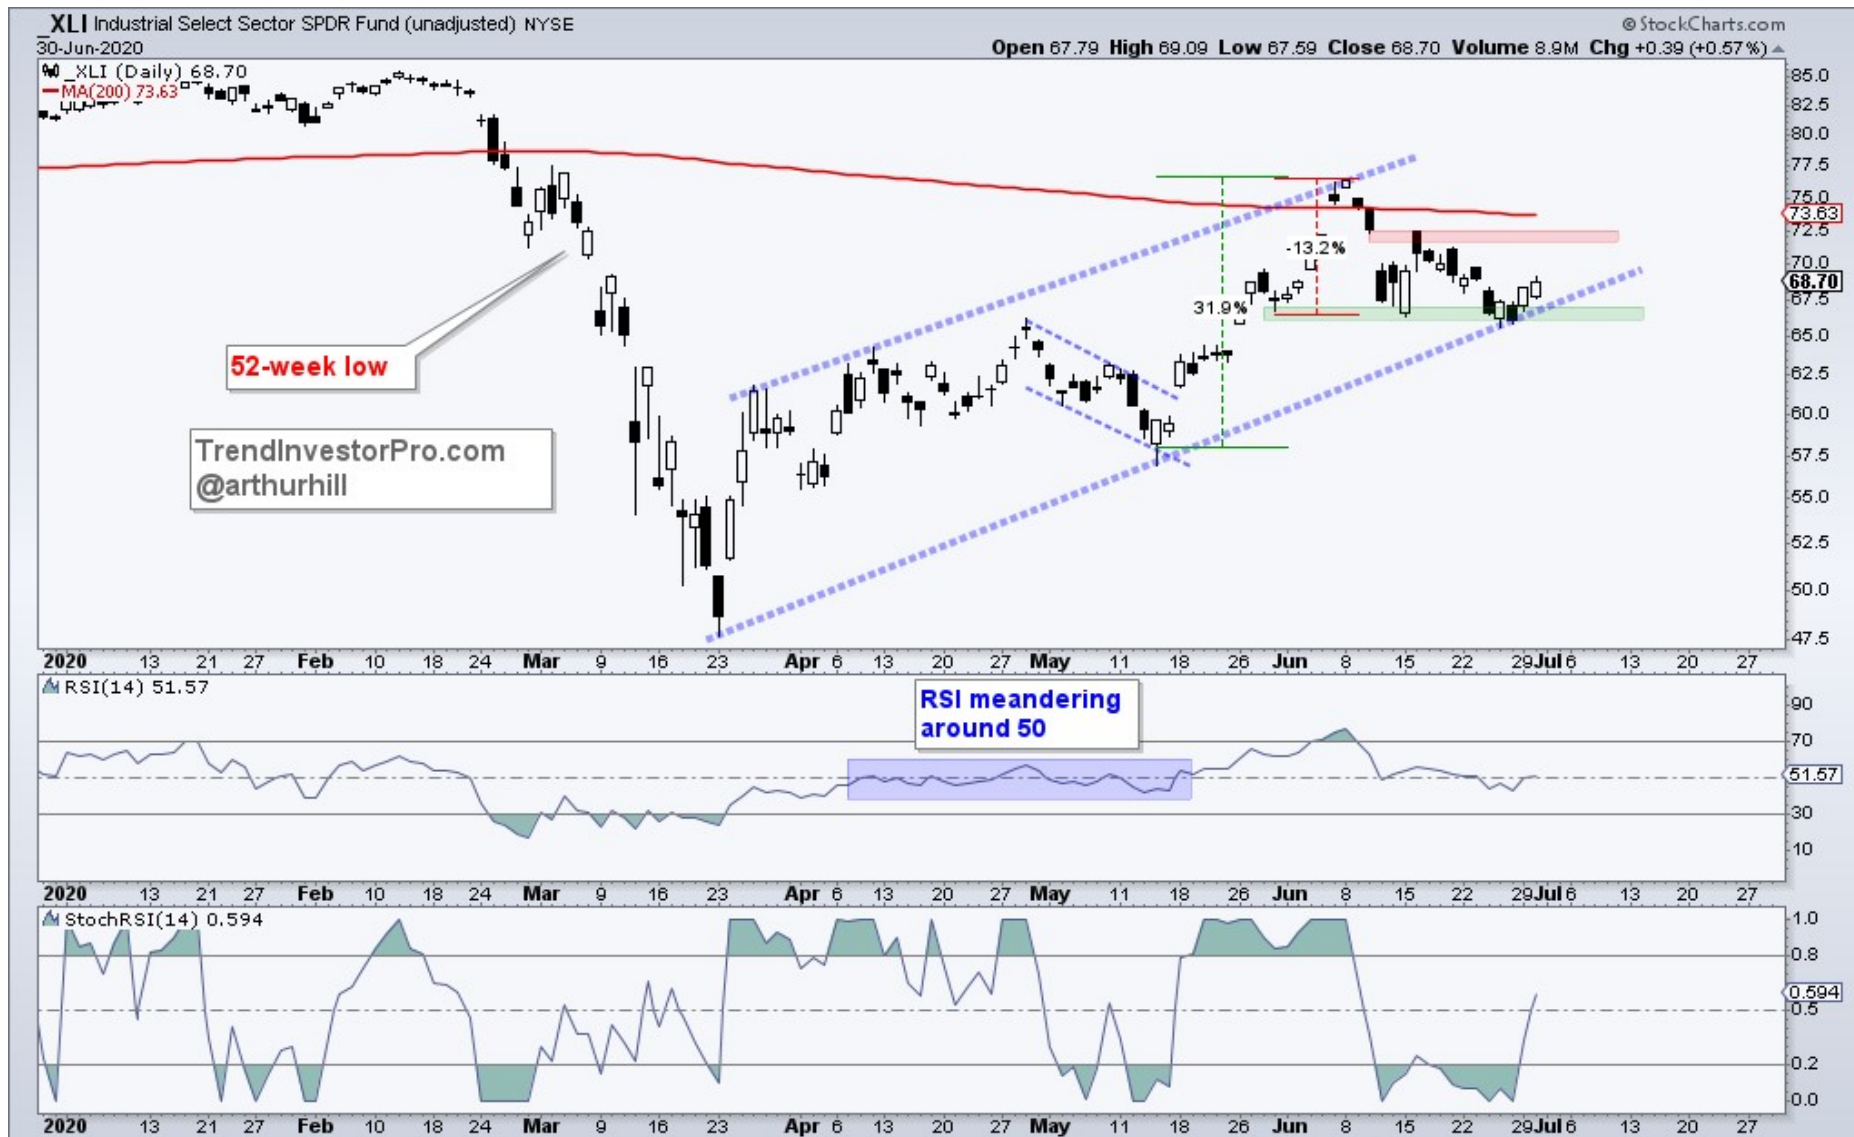 _XLI Industrial Select Sector SPDR Fund (unadjusted) NYSE
© StockCharts.com
30-Jun-2020
Open 67.79 High 69.09 Low 67.59 Close 68.70 Volume 8.9M Chg +0.39 (+0.57%)
_XLI (Daily) 68.70
MA(200) 73.63
85.0
82.5
80.0
77.5
75.0
73.63
72.5
70.0
68.70
67.5
65.0
62.5
60.0
57.5
55.0
52.5
50.0
47.5
-13.2%
31.9%
52-week low
TrendInvestorPro.com
@arthurhill
2020 13 21 27 Feb 10 18 24 Mar 9 16 23 Apr 6 13 20 27 May 11 18 26 Jun 8 15 22 29 Jul 6 13 20 27
RSI(14) 51.57
RSI meandering
around 50
90
70
51.57
30
10
2020 13 21 27 Feb 10 18 24 Mar 9 16 23 Apr 6 13 20 27 May 11 18 26 Jun 8 15 22 29 Jul 6 13 20 27
StochRSI(14) 0.594
1.0
0.8
0.594
0.5
0.2
0.0
2020 13 21 27 Feb 10 18 24 Mar 9 16 23 Apr 6 13 20 27 May 11 18 26 Jun 8 15 22 29 Jul 6 13 20 27